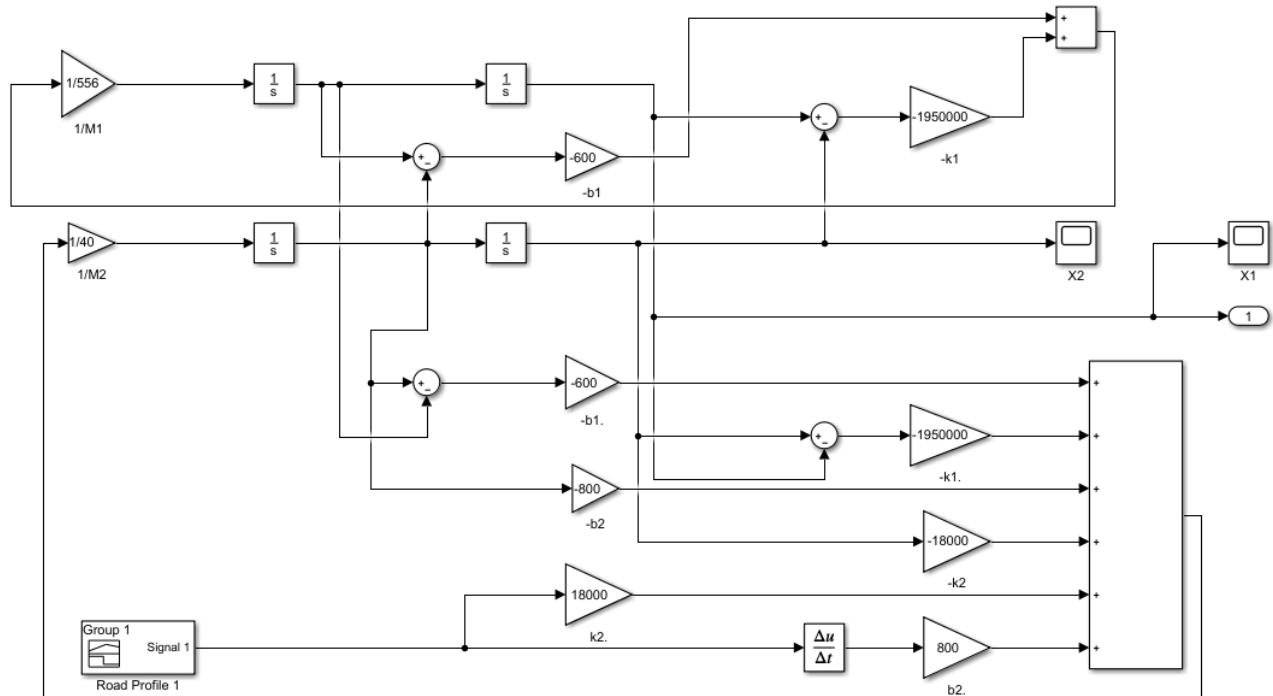 +
+
1/556
1
s
1
s
+
-
-1950000
1/M1
-k1
+
-
-600
-b1
1/40
1
s
1
s
1/M2
X2
X1
1
+
-
-600
+
-b1.
+
-
-1950000
+
-k1.
-800
+
-b2
-18000
+
-k2
18000
+
Group 1
Signal 1
k2.
Δu
Δt
800
+
Road Profile 1
b2.